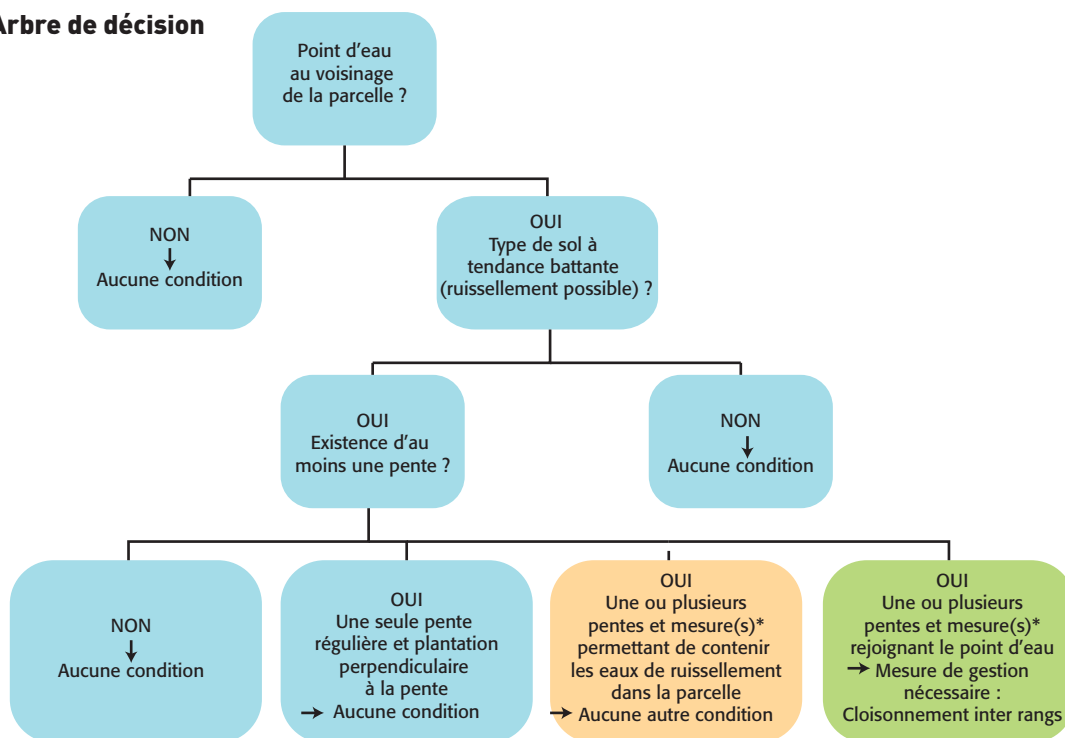 Arbre de décision
Point d'eau
au voisinage
de la parcelle ?
NON
Aucune condition
OUI
Type de sol à
tendance battante
(ruissellement possible) ?
OUI
Existence d'au
moins une pente ?
NON
Aucune condition
NON
Aucune condition
OUI
Une seule pente
régulière et plantation
perpendiculaire
à la pente
→ Aucune condition
OUI
Une ou plusieurs
pentes et mesure(s)*
permettant de contenir
les eaux de ruissellement
dans la parcelle
→ Aucune autre condition
OUI
Une ou plusieurs
pentes et mesure(s)*
rejoignant le point d'eau
→ Mesure de gestion
nécessaire :
Cloisonnement inter rangs